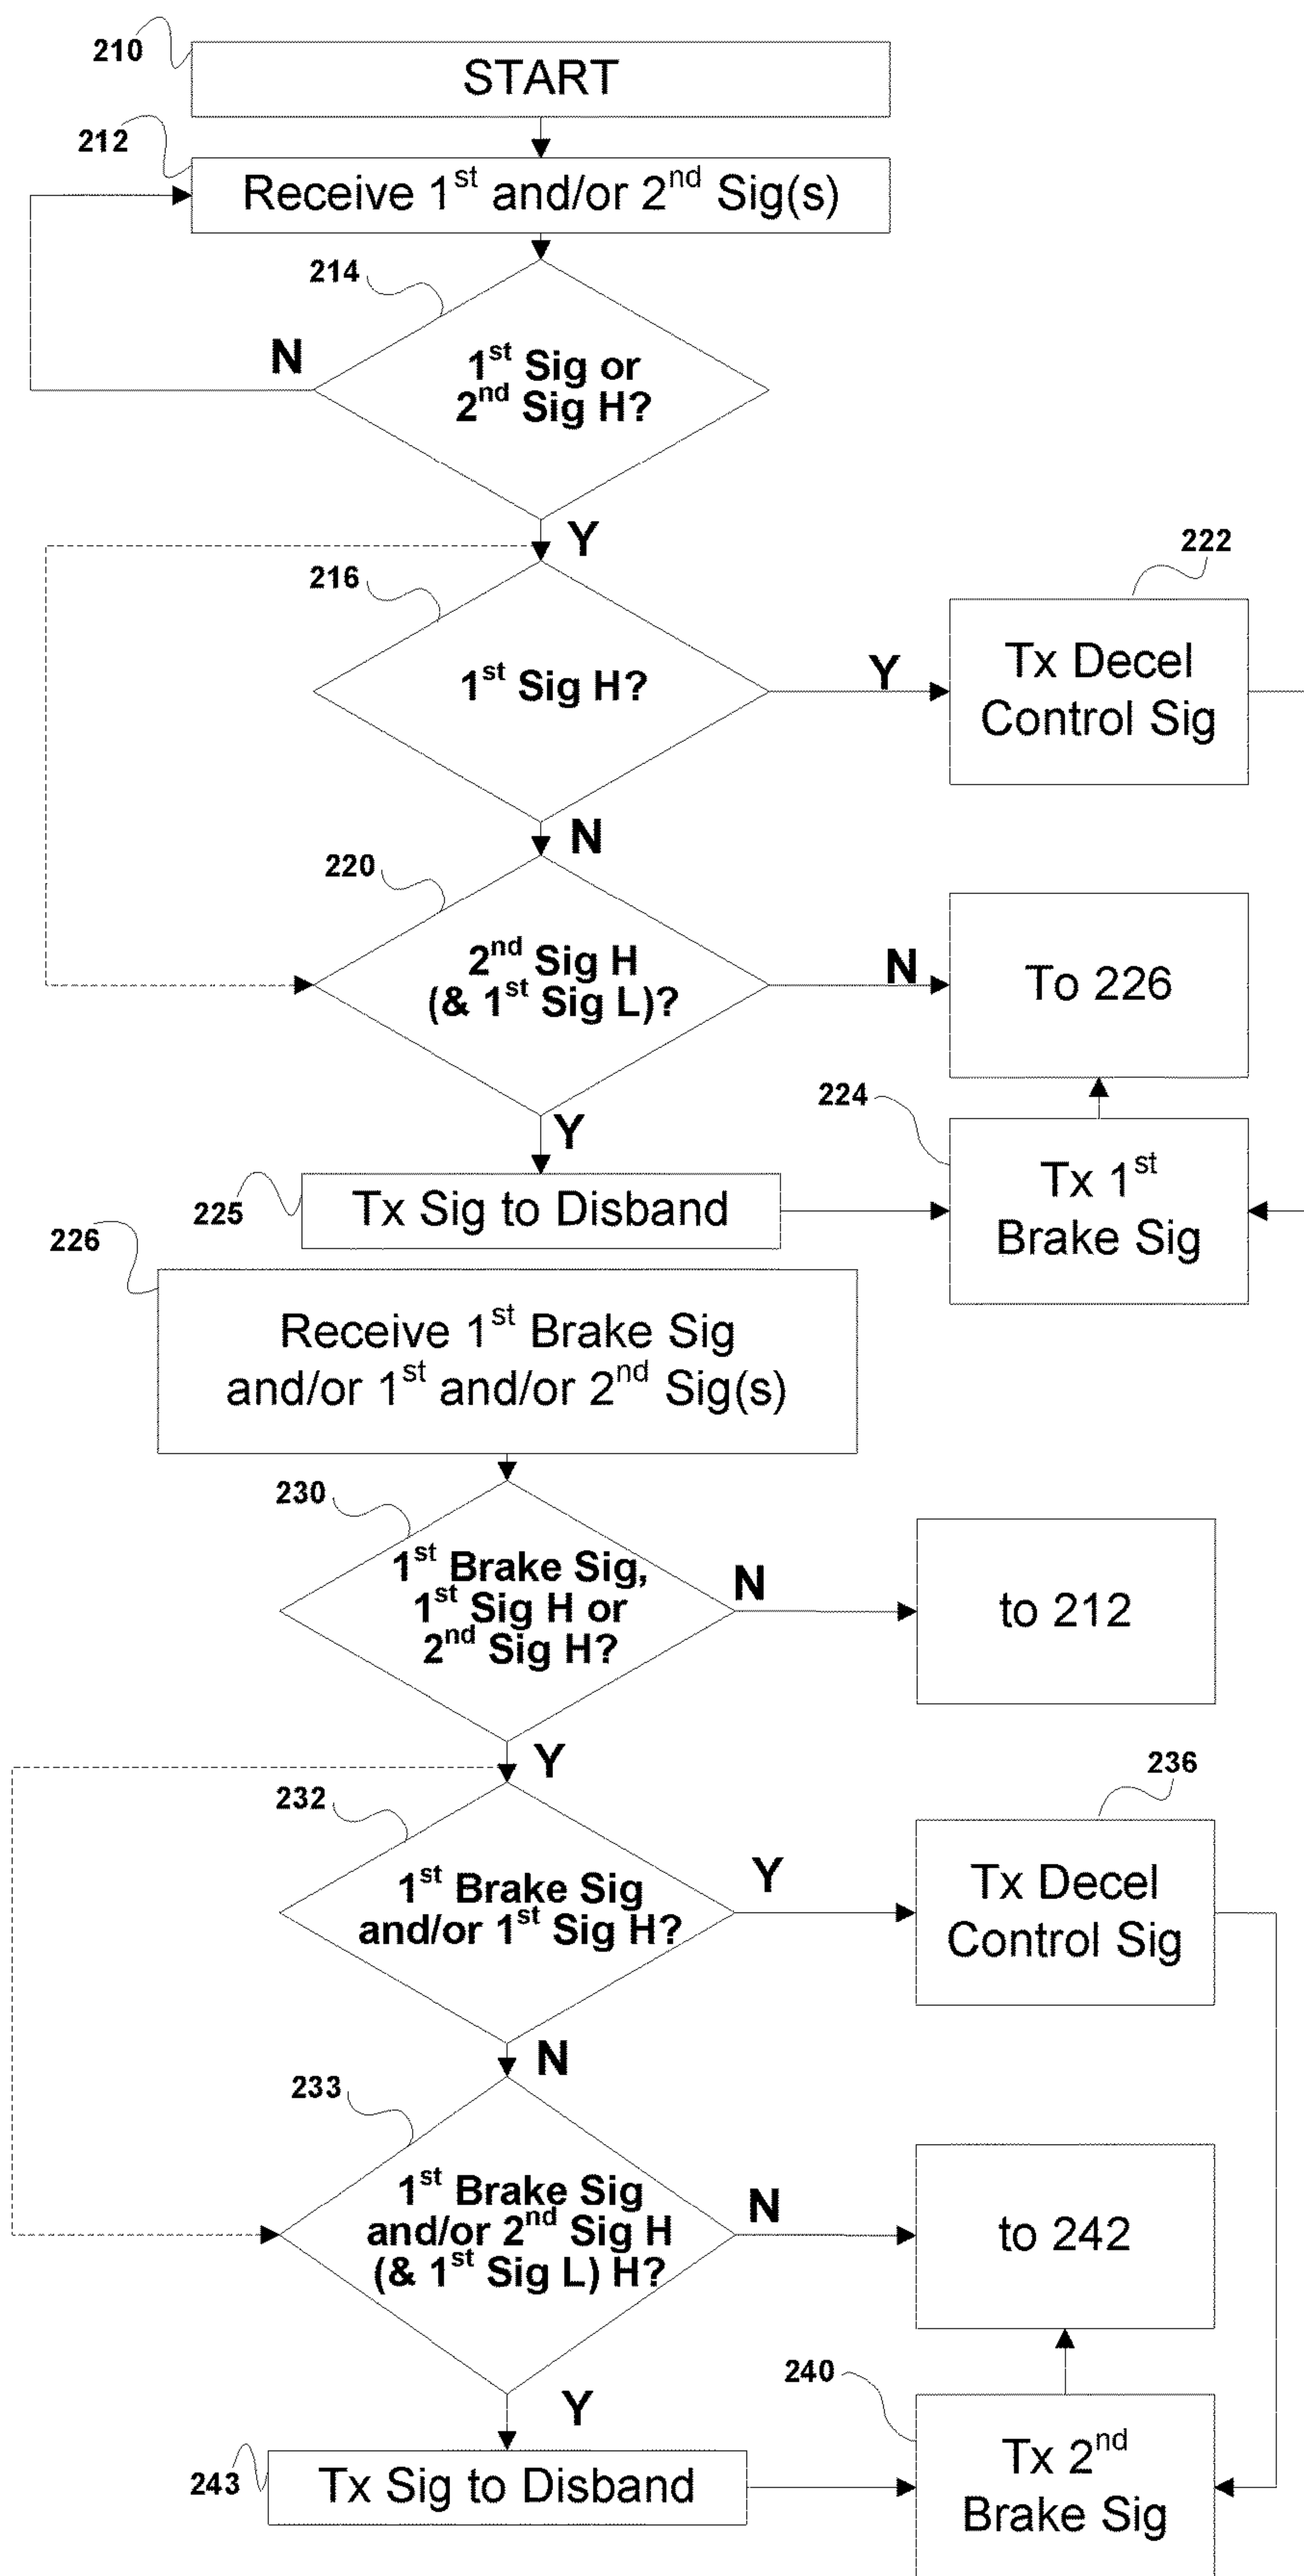 210
START
212
Receive 1st and/or 2nd Sig(s)
214
N
1st Sig or
2nd Sig H?
Y
222
216
1st Sig H?
Y
Tx Decel
Control Sig
N
220
2nd Sig H
(& 1st Sig L)?
N
To 226
Y
224
225
Tx Sig to Disband
Tx 1st
Brake Sig
226
Receive 1st Brake Sig
and/or 1st and/or 2nd Sig(s)
230
1st Brake Sig,
1st Sig H or
2nd Sig H?
N
to 212
Y
236
232
1st Brake Sig
and/or 1st Sig H?
Y
Tx Decel
Control Sig
N
233
1st Brake Sig
and/or 2nd Sig H
(& 1st Sig L) H?
N
to 242
Y
240
243
Tx Sig to Disband
Tx 2nd
Brake Sig